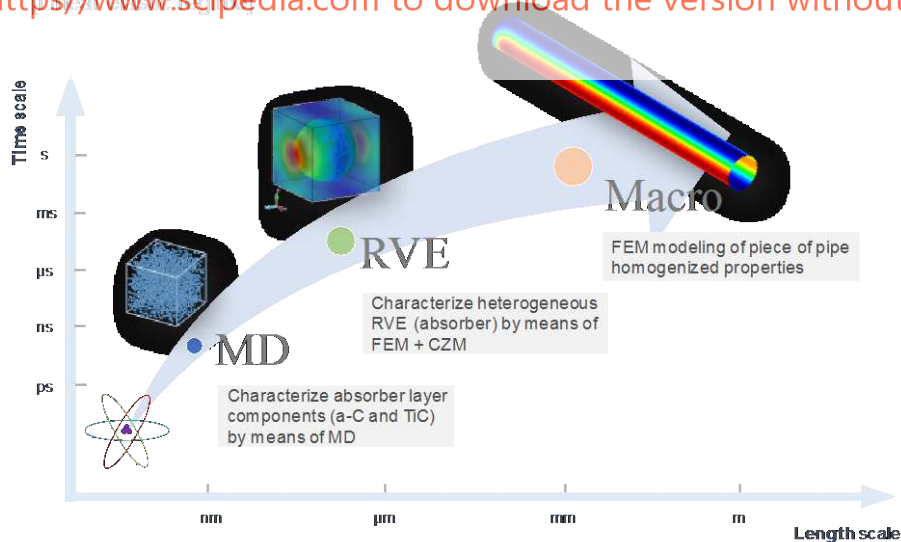 https://www.scipedia.com to download the version without
Time scale
s
ms
µs
ns
ps
Macro
FEM modeling of piece of pipe
homogenized properties
RVE
Characterize heterogeneous
RVE (absorber) by means of
FEM + CZM
MD
Characterize absorber layer
components (a-C and TiC)
by means of MD
nm
µm
mm
m
Length scale